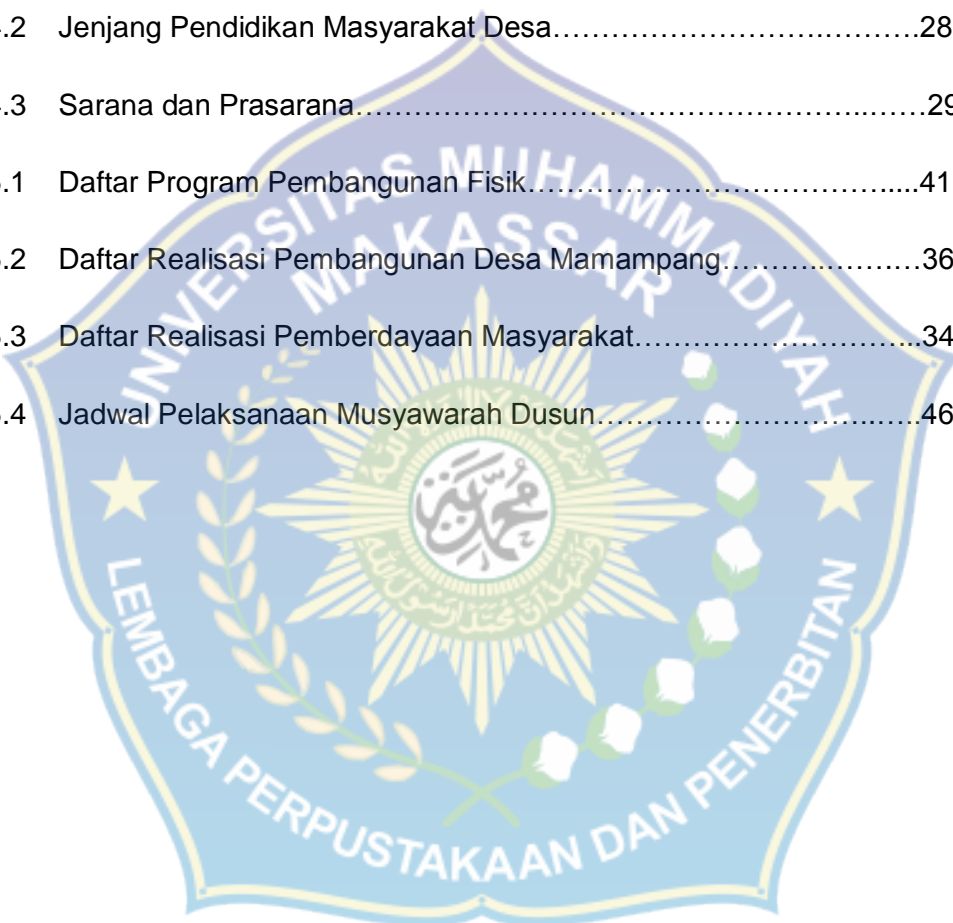 .2 Jenjang Pendidikan Masyarakat Desa……………………….……….28
.3 Sarana dan Prasarana……………………………………………..……29
.1 Daftar Program Pembangunan Fisik………………………………....41
.2 Daftar Realisasi Pembangunan Desa Mamampang………..…….…36
.3 Daftar Realisasi Pemberdayaan Masyarakat………………………...34
.4 Jadwal Pelaksanaan Musyawarah Dusun……………………….…..46
UNIVERSITAS MUHAMMADIYAH
MAKASSAR
LEMBAGA PERPUSTAKAAN DAN PENERBITAN